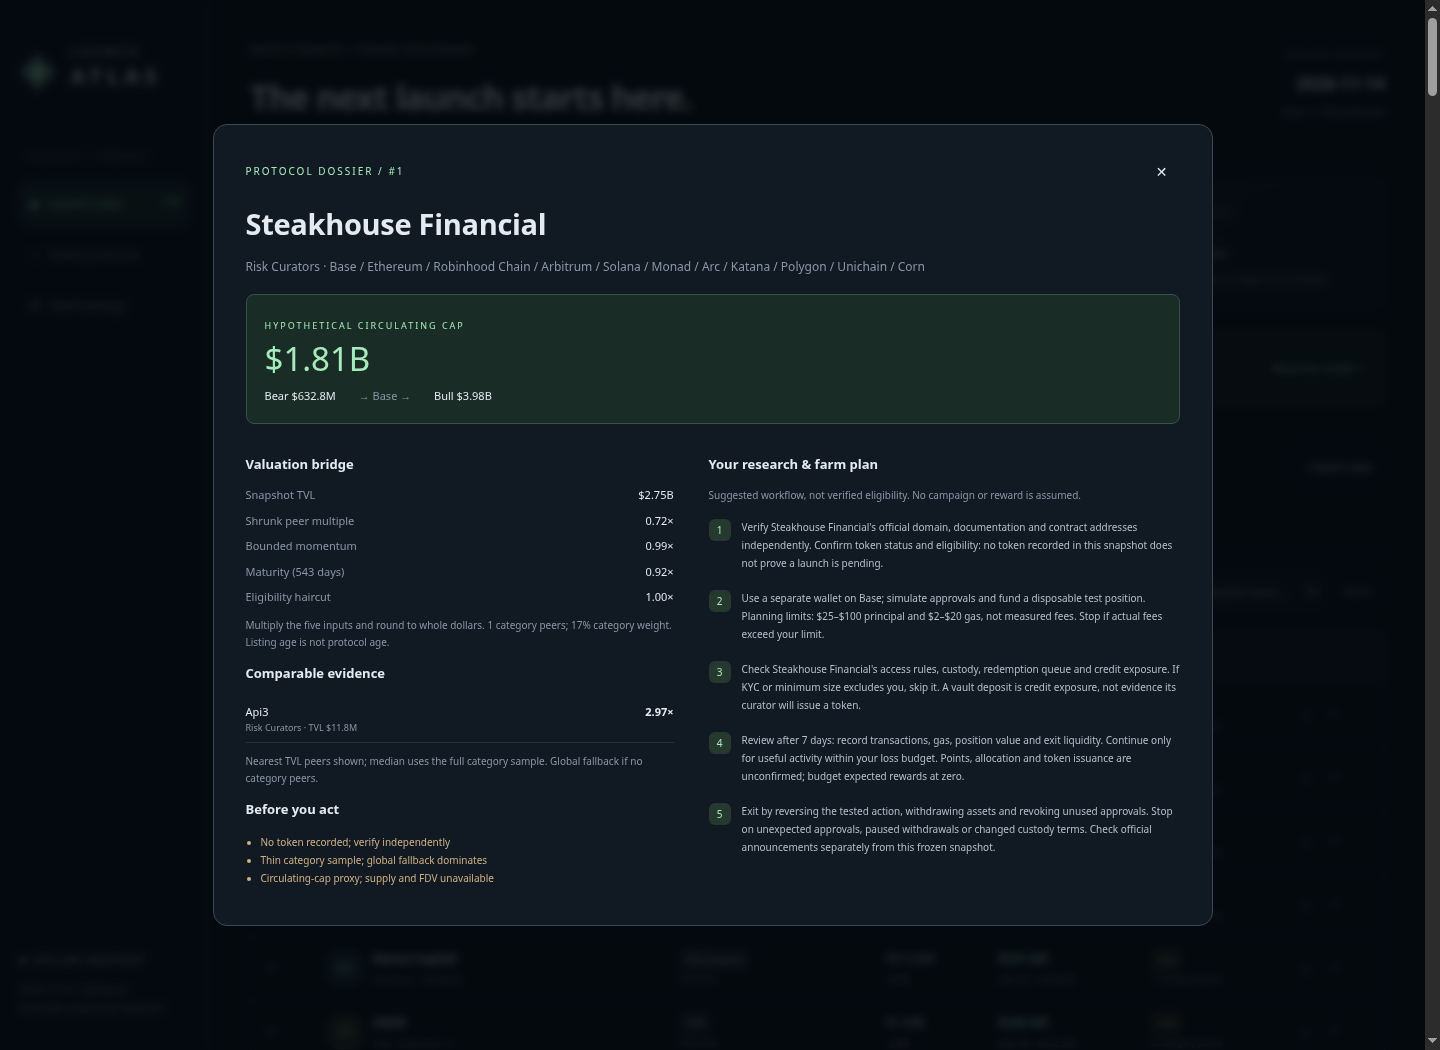 ATLAS
The next launch starts here.
PROTOCOL DOSSIER / #1
×
Steakhouse Financial
Risk Curators · Base / Ethereum / Robinhood Chain / Arbitrum / Solana / Monad / Arc / Katana / Polygon / Unichain / Corn
HYPOTHETICAL CIRCULATING CAP
$1.81B
Bear $632.8M → Base → Bull $3.98B
Valuation bridge
Snapshot TVL $2.75B
Shrunk peer multiple 0.72×
Bounded momentum 0.99×
Maturity (543 days) 0.92×
Eligibility haircut 1.00×
Multiply the five inputs and round to whole dollars. 1 category peers; 17% category weight.
Listing age is not protocol age.
Comparable evidence
Api3 2.97×
Risk Curators · TVL $11.8M
Nearest TVL peers shown; median uses the full category sample. Global fallback if no
category peers.
Before you act
• No token recorded; verify independently
• Thin category sample; global fallback dominates
• Circulating-cap proxy; supply and FDV unavailable
Your research & farm plan
Suggested workflow, not verified eligibility. No campaign or reward is assumed.
1 Verify Steakhouse Financial's official domain, documentation and contract addresses
independently. Confirm token status and eligibility: no token recorded in this snapshot does
not prove a launch is pending.
2 Use a separate wallet on Base; simulate approvals and fund a disposable test position.
Planning limits: $25–$100 principal and $2–$20 gas, not measured fees. Stop if actual fees
exceed your limit.
3 Check Steakhouse Financial's access rules, custody, redemption queue and credit exposure. If
KYC or minimum size excludes you, skip it. A vault deposit is credit exposure, not evidence its
curator will issue a token.
4 Review after 7 days: record transactions, gas, position value and exit liquidity. Continue only
for useful activity within your loss budget. Points, allocation and token issuance are
unconfirmed; budget expected rewards at zero.
5 Exit by reversing the tested action, withdrawing assets and revoking unused approvals. Stop
on unexpected approvals, paused withdrawals or changed custody terms. Check official
announcements separately from this frozen snapshot.